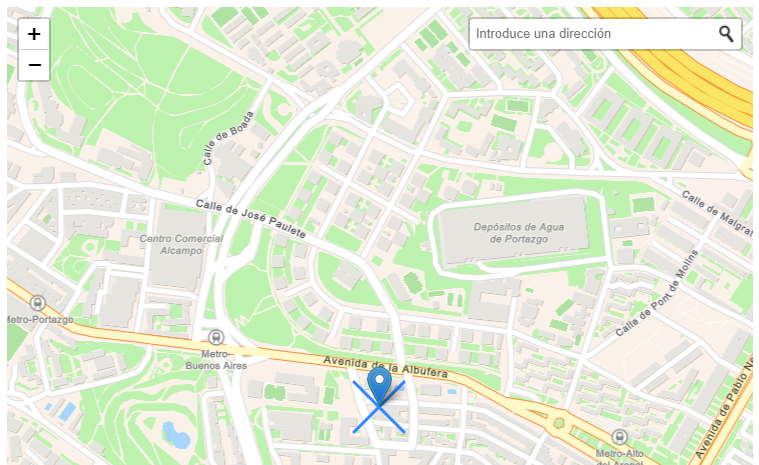 +
Introduce una dirección
−
Calle de Boada
Calle de José Paulete
Calle de Malgrat
Depósitos de Agua
de Portazgo
Centro Comercial
Alcampo
Calle de Pont de Molins
Metro-Portazgo
Metro-
Buenos Aires
Avenida de la Albufera
Avenida de Pablo Ne
Metro-Alto
del Arenal